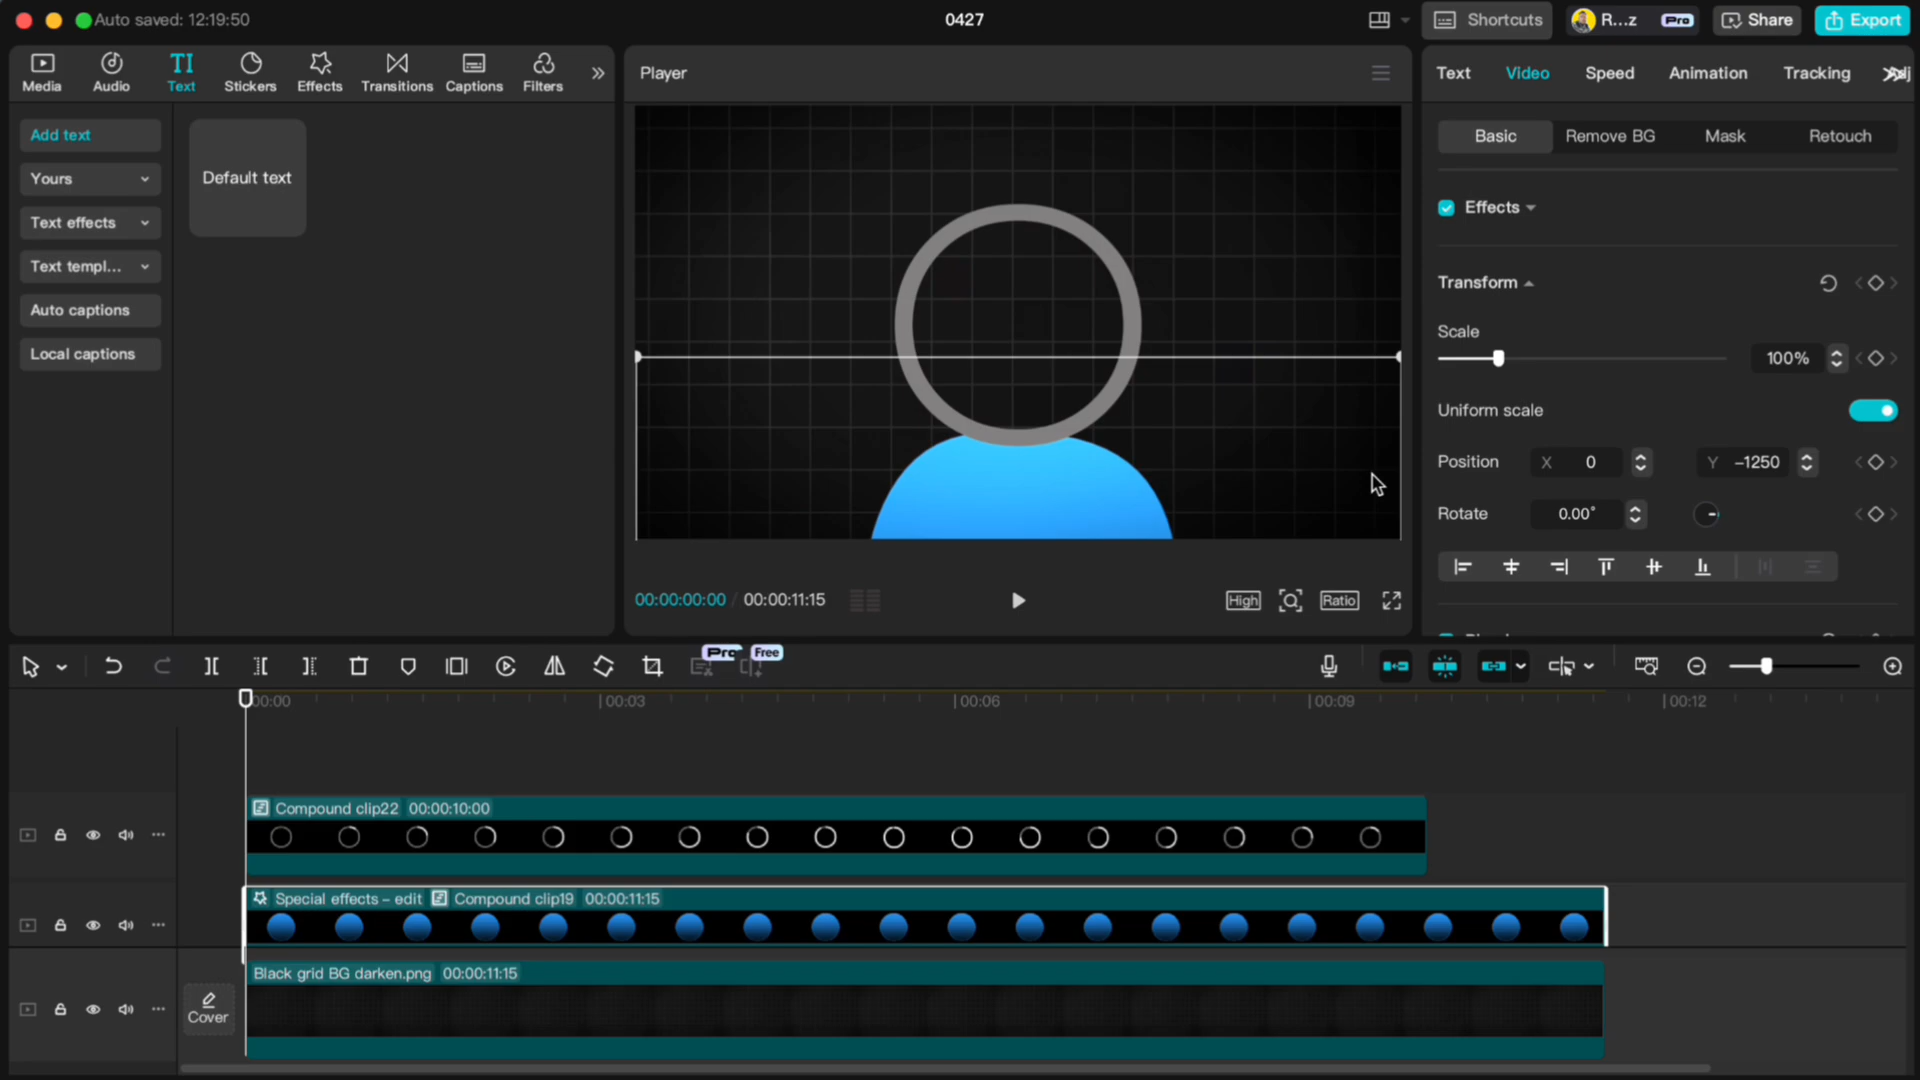 Auto saved: 12:19:50
0427
Shortcuts
R...z
Pro
Share
Export
Media
Audio
TI
Text
Stickers
Effects
Transitions
Captions
Filters
Add text
Yours
Text effects
Text templ...
Auto captions
Local captions
Default text
Player
00:00:00:00 / 00:00:11:15
High
Ratio
Text
Video
Speed
Animation
Tracking
Basic
Remove BG
Mask
Retouch
Effects
Transform
Scale
100%
Uniform scale
Position
X 0
Y -1250
Rotate
0.00°
Pro
Free
00:00
00:03
00:06
00:09
00:12
Compound clip22 00:00:10:00
Special effects – edit Compound clip19 00:00:11:15
Black grid BG darken.png 00:00:11:15
Cover